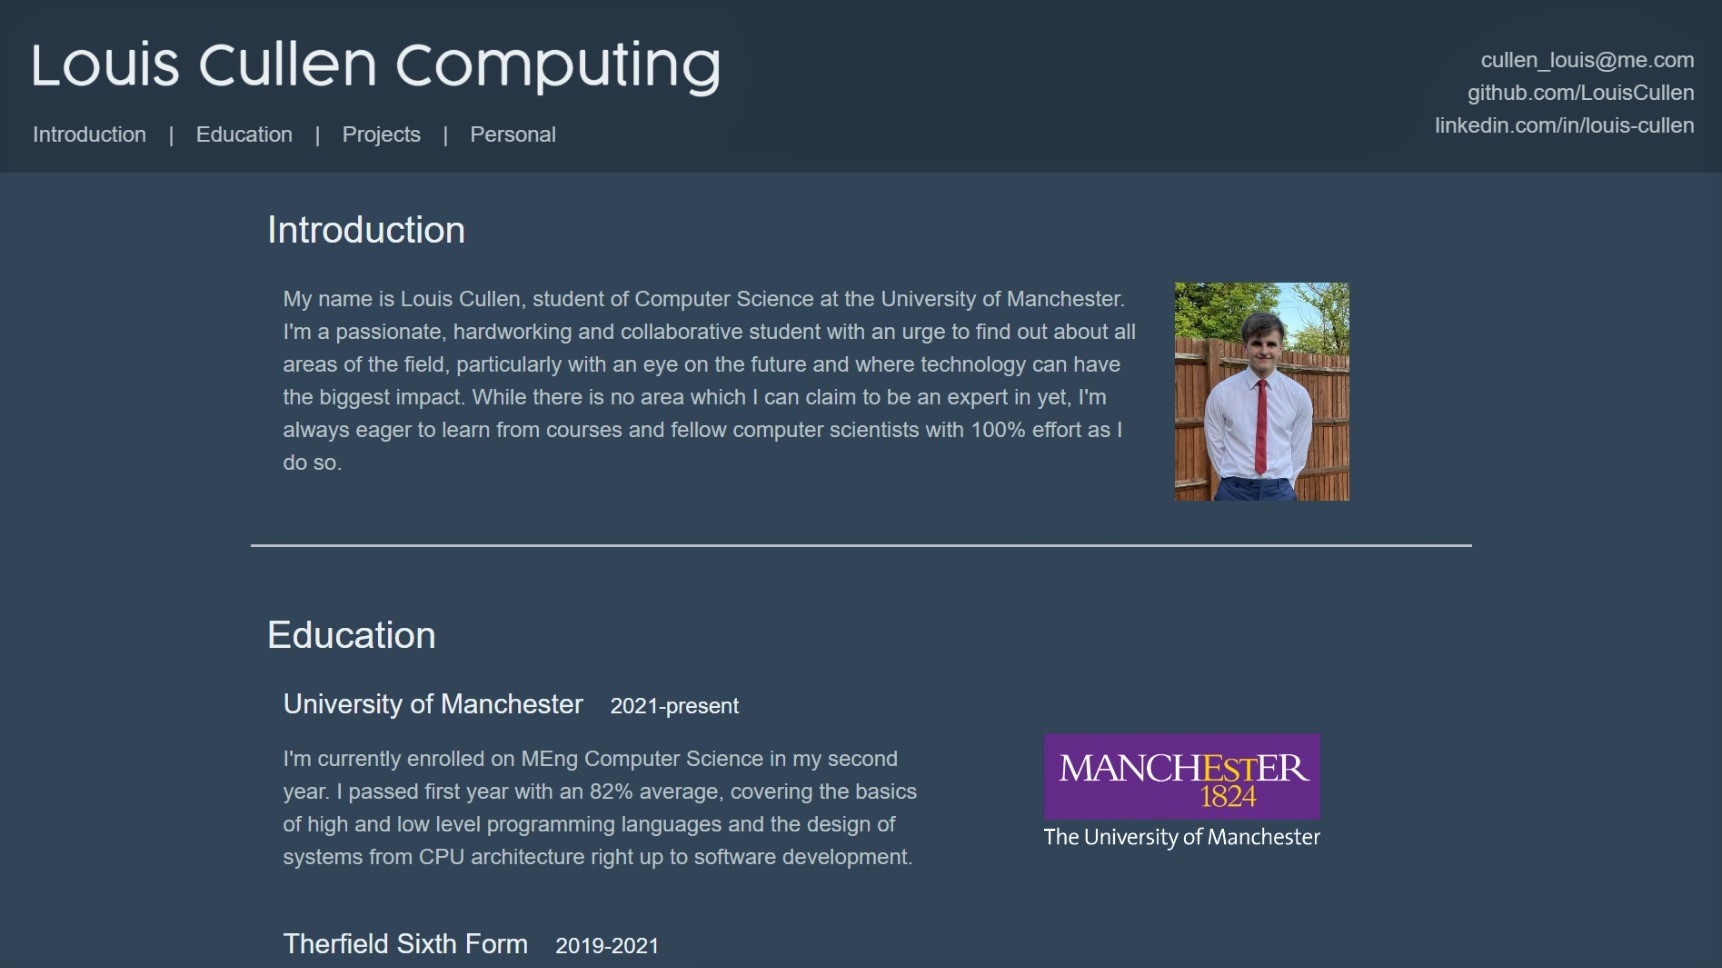 Louis Cullen Computing
Introduction | Education | Projects | Personal
cullen_louis@me.com
github.com/LouisCullen
linkedin.com/in/louis-cullen
Introduction
My name is Louis Cullen, student of Computer Science at the University of Manchester.
I'm a passionate, hardworking and collaborative student with an urge to find out about all
areas of the field, particularly with an eye on the future and where technology can have
the biggest impact. While there is no area which I can claim to be an expert in yet, I'm
always eager to learn from courses and fellow computer scientists with 100% effort as I
do so.
Education
University of Manchester 2021-present
I'm currently enrolled on MEng Computer Science in my second
year. I passed first year with an 82% average, covering the basics
of high and low level programming languages and the design of
systems from CPU architecture right up to software development.
MANCHESTER
1824
The University of Manchester
Therfield Sixth Form 2019-2021